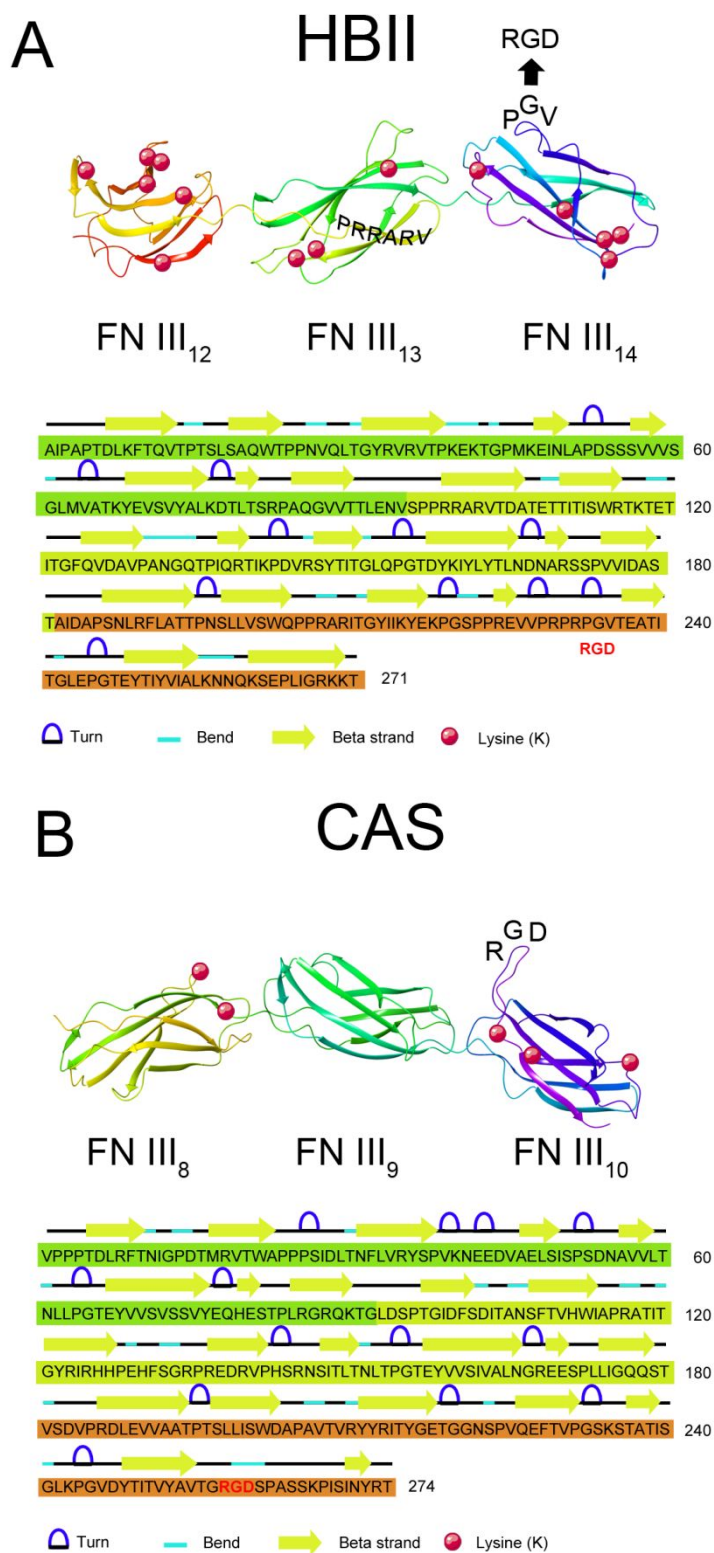 A
HBII
RGD
PGV
PRRARV
FN III12
FN III13
FN III14
AIPAPTDLKFTQVTPTSLSAQWTPPNVQLTGYRVRVTPKEKTGPMKEINLAPDSSSVVVS 60
GLMVATKYEVSVYALKDTLTSRPAQGVVTTLENVSPPRRARVTDATETTITISWRTKTET 120
ITGFQVDAVPANGQTPIQRTIKPDVRSYTITGLQPGTDYKIYLYTLNDNARSSPVVIDAS 180
TAIDAPSNLRFLATTPNSLLVSWQPPRARITGYIIKYEKPGSPPREVVPRPRPGVTEATI 240
RGD
TGLEPGTEYTIYVIALKNNQKSEPLIGRKKT 271
Turn
Bend
Beta strand
Lysine (K)
B
CAS
RGD
FN III8
FN III9
FN III10
VPPPTDLRFTNIGPDTMRVTWAPPPSIDLTNFLVRYSPVKNEEDVAELSISPSDNAVVLT 60
NLLPGTEYVVSVSSVYEQHESTPLRGRQKTGLDSPTGIDFSDITANSFTVHWIAPRATIT 120
GYRIRHHPEHFSGRPREDRVPHSRNSITLTNLTPGTEYVVSIVALNGREESPLLIGQQST 180
VSDVPRDLEVVAATPTSLLISWDAPAVTVRYYRITYGETGGNSPVQEFTVPGSKSTATIS 240
GLKPGVDYTITVYAVTGRGDSPASSKPISINYRT 274
Turn
Bend
Beta strand
Lysine (K)